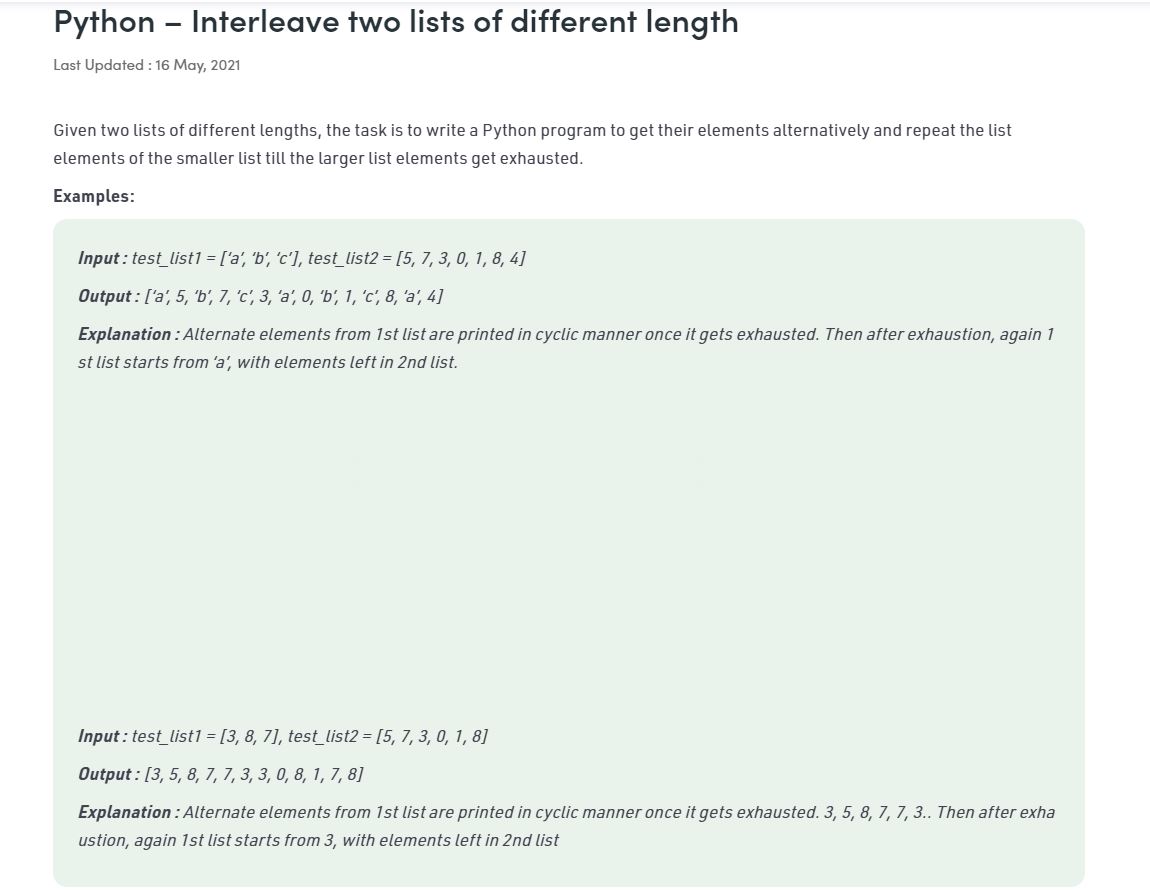 Python – Interleave two lists of different length
Last Updated : 16 May, 2021
Given two lists of different lengths, the task is to write a Python program to get their elements alternatively and repeat the list
elements of the smaller list till the larger list elements get exhausted.
Examples:
Input : test_list1 = [‘a’, ‘b’, ‘c’], test_list2 = [5, 7, 3, 0, 1, 8, 4]
Output : [‘a’, 5, ‘b’, 7, ‘c’, 3, ‘a’, 0, ‘b’, 1, ‘c’, 8, ‘a’, 4]
Explanation : Alternate elements from 1st list are printed in cyclic manner once it gets exhausted. Then after exhaustion, again 1
st list starts from ‘a’, with elements left in 2nd list.
Input : test_list1 = [3, 8, 7], test_list2 = [5, 7, 3, 0, 1, 8]
Output : [3, 5, 8, 7, 7, 3, 3, 0, 8, 1, 7, 8]
Explanation : Alternate elements from 1st list are printed in cyclic manner once it gets exhausted. 3, 5, 8, 7, 7, 3.. Then after exha
ustion, again 1st list starts from 3, with elements left in 2nd list